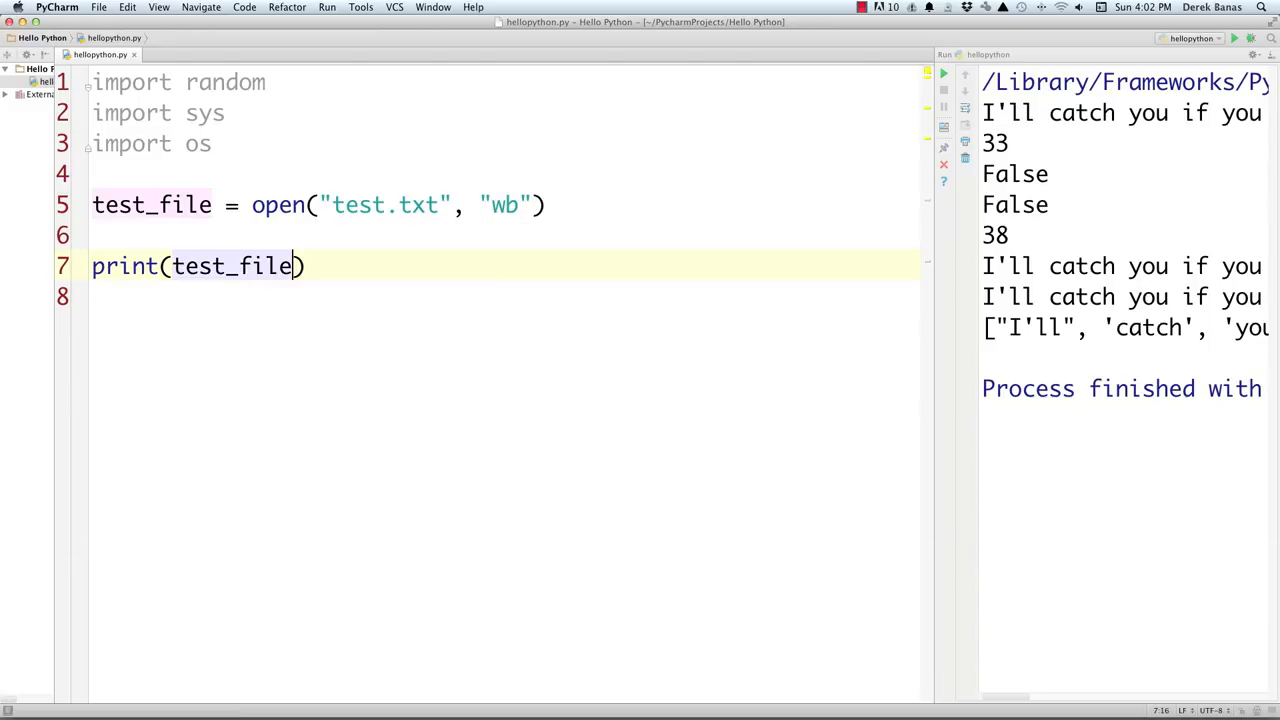 PyCharm File Edit View Navigate Code Refactor Run Tools VCS Window Help 10 Sun 4:02 PM Derek Banas
hellopython.py – Hello Python – [~/PycharmProjects/Hello Python]
Hello Python hellopython.py hellopython
hellopython.py Run hellopython
Hello P
hell
Externa
1 import random
2 import sys
3 import os
4
5 test_file = open("test.txt", "wb")
6
7 print(test_file)
8
/Library/Frameworks/Py
I'll catch you if you
33
False
False
38
I'll catch you if you
I'll catch you if you
["I'll", 'catch', 'you
Process finished with
7:16 LF UTF-8